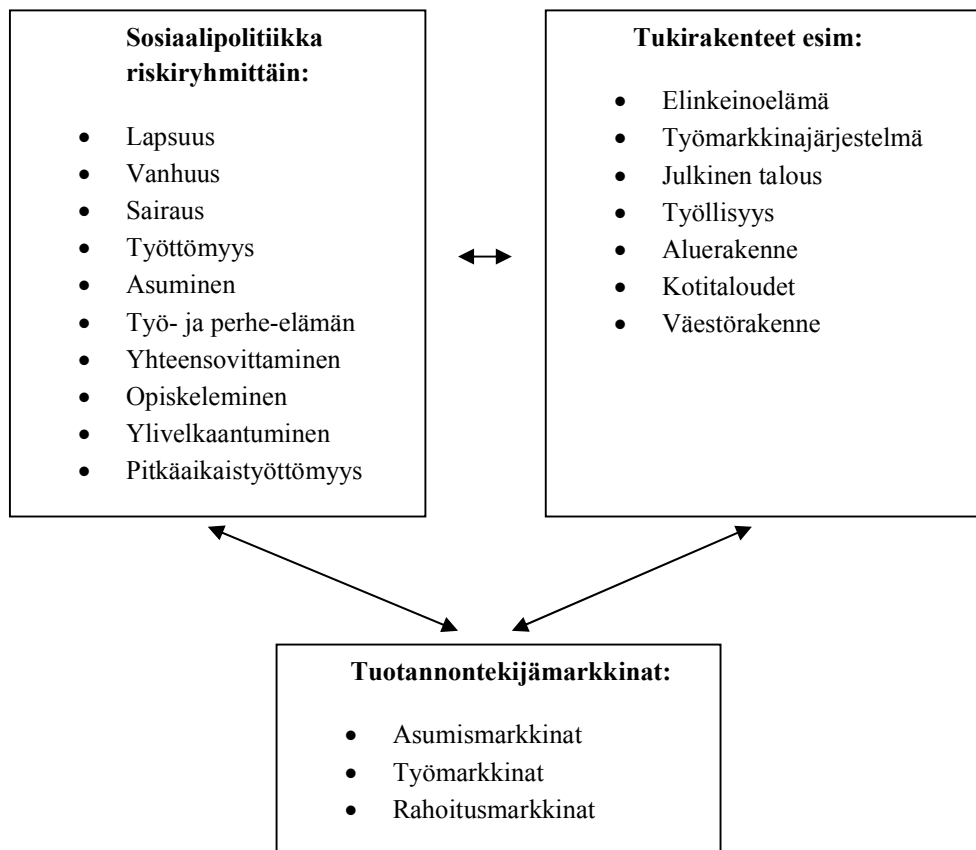 Sosiaalipolitiikka
riskiryhmittäin:
• Lapsuus
• Vanhuus
• Sairaus
• Työttömyys
• Asuminen
• Työ- ja perhe-elämän
• Yhteensovittaminen
• Opiskeleminen
• Ylivelkaantuminen
• Pitkäaikaistyöttömyys
Tukirakenteet esim:
• Elinkeinoelämä
• Työmarkkinajärjestelmä
• Julkinen talous
• Työllisyys
• Aluerakenne
• Kotitaloudet
• Väestörakenne
Tuotannontekijämarkkinat:
• Asumismarkkinat
• Työmarkkinat
• Rahoitusmarkkinat